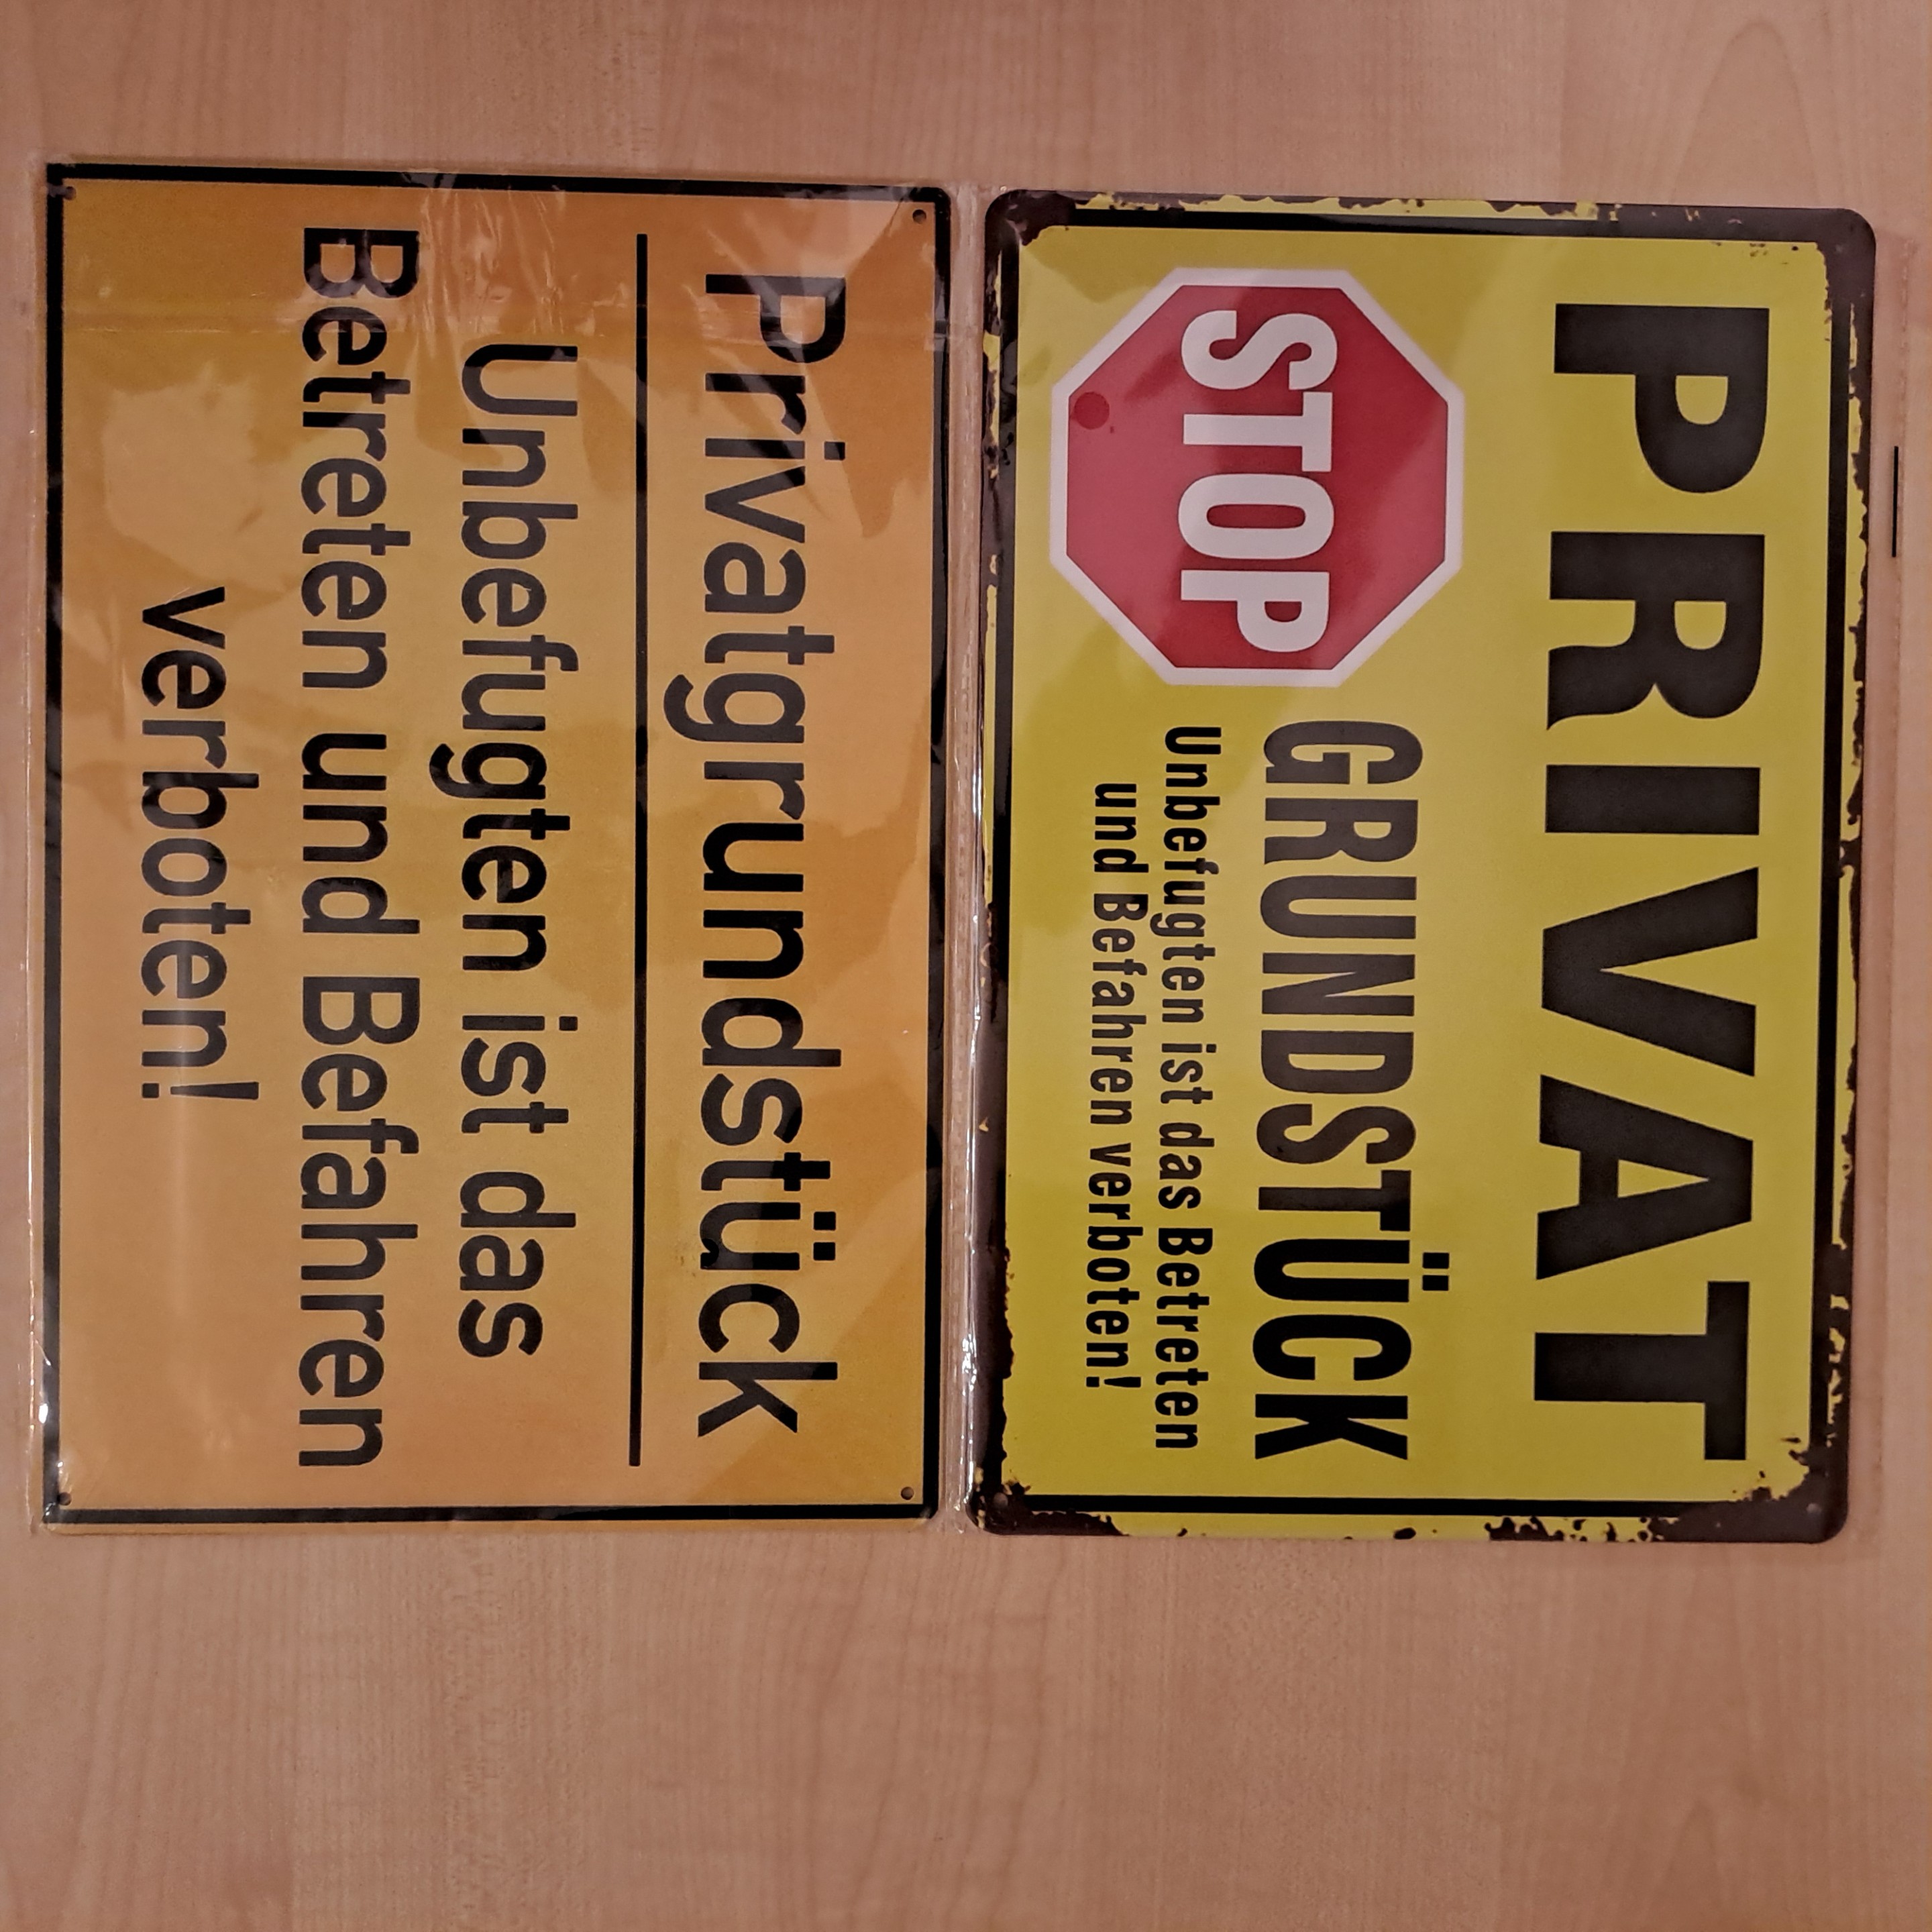 PRIVAT
STOP
GRUNDSTÜCK
Unbefugten ist das Betreten
und Befahren verboten!
Privatgrundstück
Unbefugten ist das
Betreten und Befahren
verboten!